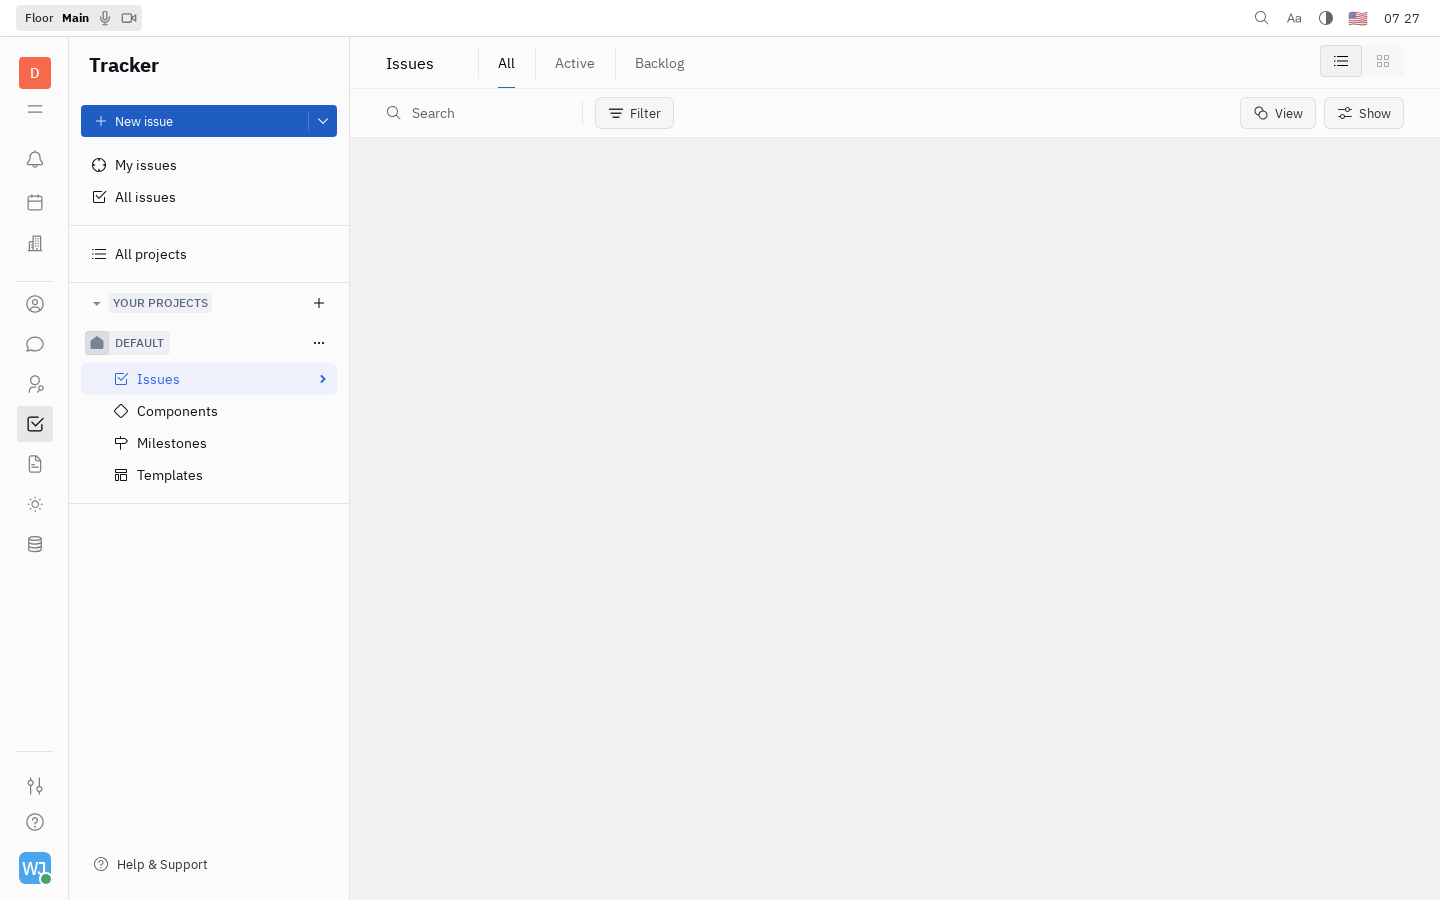 Floor Main
Aa
07 27
D
Tracker
Issues
All
Active
Backlog
New issue
Search
Filter
View
Show
My issues
All issues
All projects
YOUR PROJECTS
DEFAULT
Issues
Components
Milestones
Templates
Help & Support
WJ